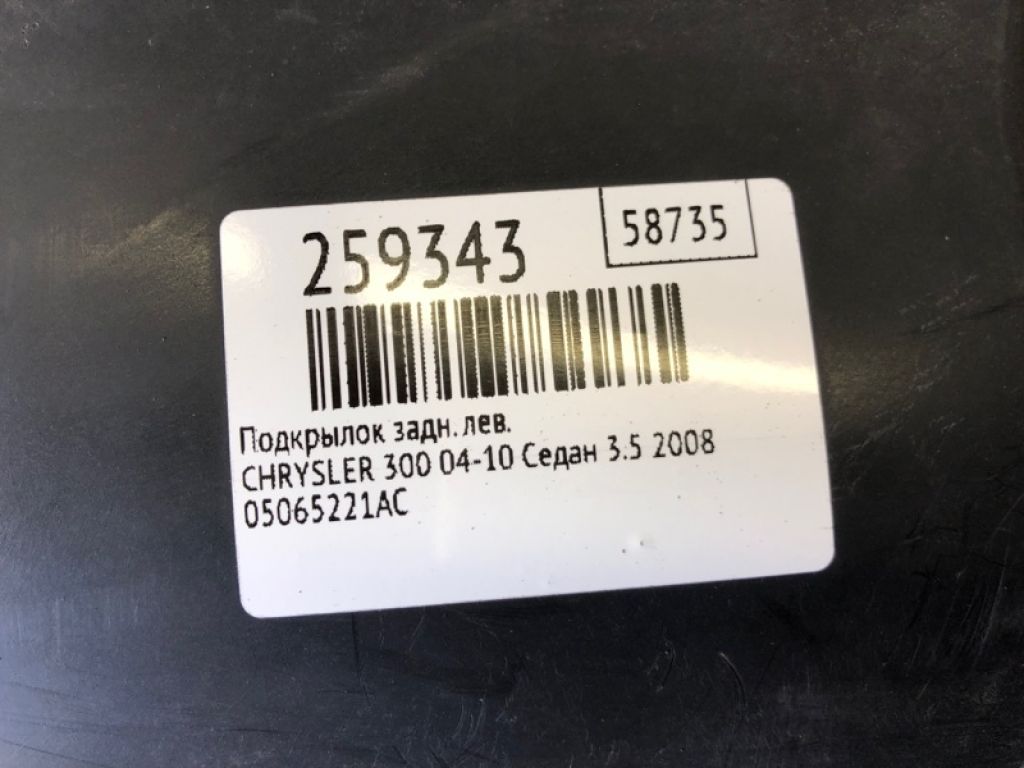 259343
58735
Подкрылок задн. лев.
CHRYSLER 300 04-10 Седан 3.5 2008
05065221AC